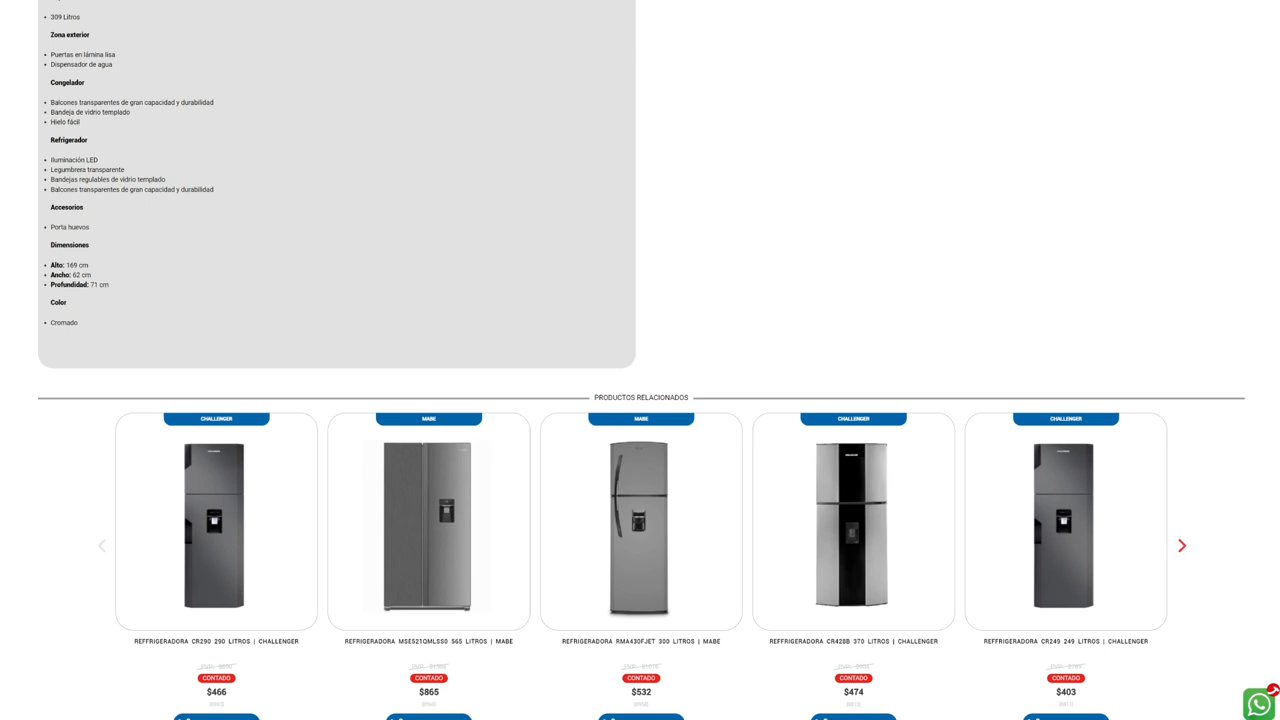 309 Litros
Zona exterior
Puertas en lámina lisa
Dispensador de agua
Congelador
Balcones transparentes de gran capacidad y durabilidad
Bandeja de vidrio templado
Hielo fácil
Refrigerador
Iluminación LED
Legumbrera transparente
Bandejas regulables de vidrio templado
Balcones transparentes de gran capacidad y durabilidad
Accesorios
Porta huevos
Dimensiones
Alto: 169 cm
Ancho: 62 cm
Profundidad: 71 cm
Color
Cromado
PRODUCTOS RELACIONADOS
CHALLENGER
MABE
MABE
CHALLENGER
CHALLENGER
REFFRIGERADORA CR290 290 LITROS | CHALLENGER
REFRIGERADORA MSE521QMLSS0 565 LITROS | MABE
REFRIGERADORA RMA430FJET 300 LITROS | MABE
REFFRIGERADORA CR428B 370 LITROS | CHALLENGER
REFFRIGERADORA CR249 249 LITROS | CHALLENGER
CONTADO
CONTADO
CONTADO
CONTADO
CONTADO
$466
$865
$532
$474
$403